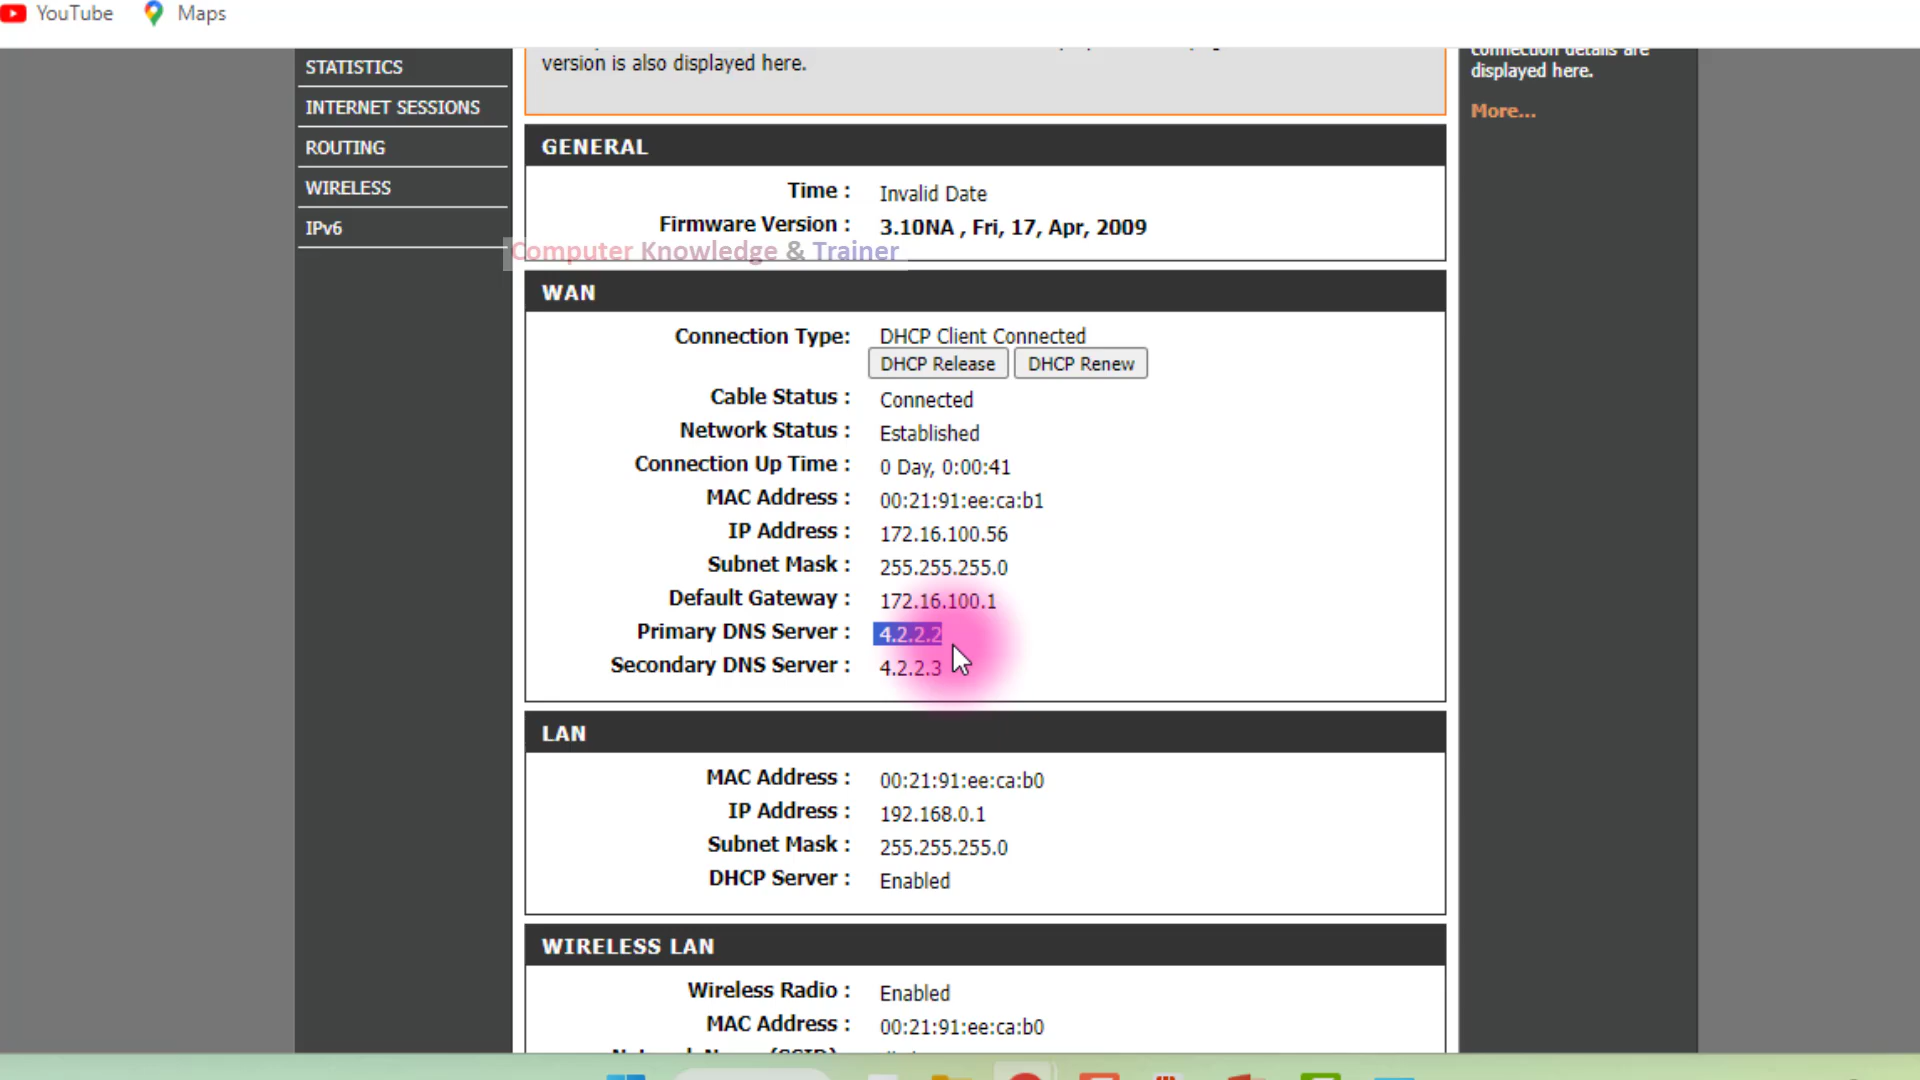 YouTube
Maps
STATISTICS
INTERNET SESSIONS
ROUTING
WIRELESS
IPv6
version is also displayed here.
connection details are
displayed here.
More...
GENERAL
Time : Invalid Date
Firmware Version : 3.10NA , Fri, 17, Apr, 2009
Computer Knowledge & Trainer
WAN
Connection Type: DHCP Client Connected
DHCP Release DHCP Renew
Cable Status : Connected
Network Status : Established
Connection Up Time : 0 Day, 0:00:41
MAC Address : 00:21:91:ee:ca:b1
IP Address : 172.16.100.56
Subnet Mask : 255.255.255.0
Default Gateway : 172.16.100.1
Primary DNS Server : 4.2.2.2
Secondary DNS Server : 4.2.2.3
LAN
MAC Address : 00:21:91:ee:ca:b0
IP Address : 192.168.0.1
Subnet Mask : 255.255.255.0
DHCP Server : Enabled
WIRELESS LAN
Wireless Radio : Enabled
MAC Address : 00:21:91:ee:ca:b0
Network Name (SSID) :